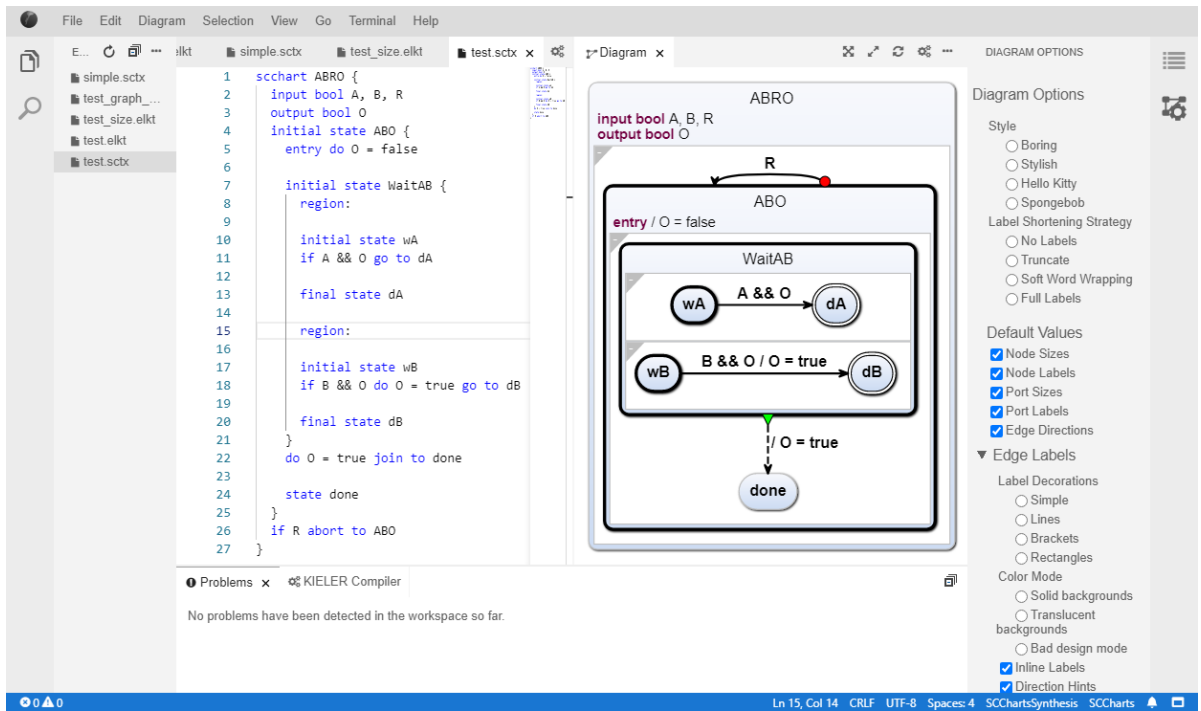 File Edit Diagram Selection View Go Terminal Help
E...
simple.sctx
test_graph_...
test_size.elkt
test.elkt
test.sctx
elkt simple.sctx test_size.elkt test.sctx
1 scchart ABRO {
2 input bool A, B, R
3 output bool O
4 initial state ABO {
5 entry do O = false
6
7 initial state WaitAB {
8 region:
9
10 initial state wA
11 if A && O go to dA
12
13 final state dA
14
15 region:
16
17 initial state wB
18 if B && O do O = true go to dB
19
20 final state dB
21 }
22 do O = true join to done
23
24 state done
25 }
26 if R abort to ABO
27 }
Diagram
ABRO
input bool A, B, R
output bool O
R
ABO
entry / O = false
WaitAB
wA A && O dA
wB B && O / O = true dB
/ O = true
done
DIAGRAM OPTIONS
Diagram Options
Style
Boring
Stylish
Hello Kitty
Spongebob
Label Shortening Strategy
No Labels
Truncate
Soft Word Wrapping
Full Labels
Default Values
Node Sizes
Node Labels
Port Sizes
Port Labels
Edge Directions
Edge Labels
Label Decorations
Simple
Lines
Brackets
Rectangles
Color Mode
Solid backgrounds
Translucent
backgrounds
Bad design mode
Inline Labels
Direction Hints
Problems KIELER Compiler
No problems have been detected in the workspace so far.
0 0 Ln 15, Col 14 CRLF UTF-8 Spaces: 4 SCChartsSynthesis SCCharts